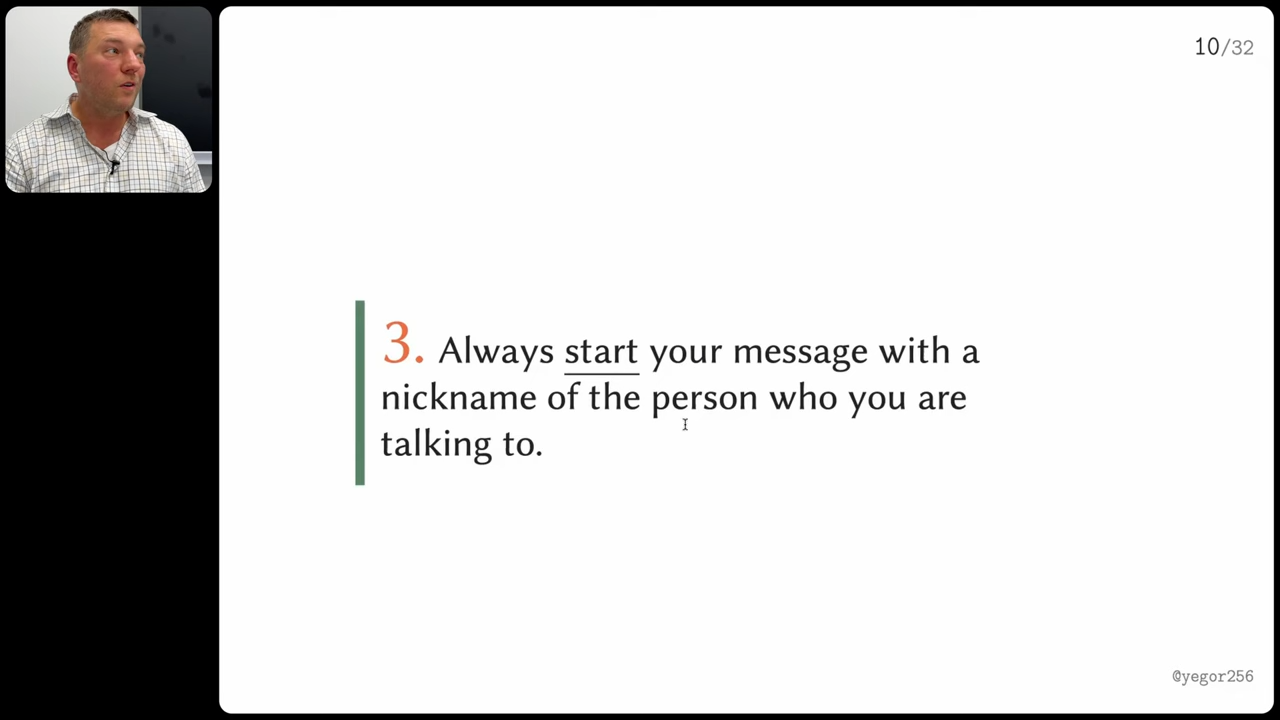 10/32
3. Always start your message with a
nickname of the person who you are
talking to.
@yegor256